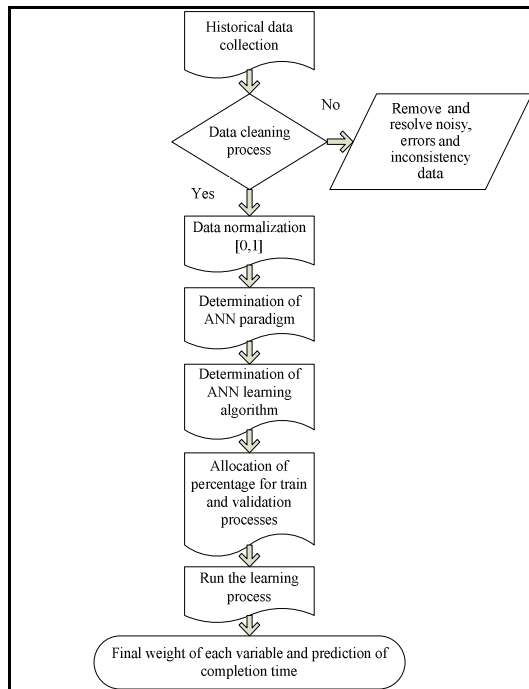 Historical data
collection
No
Data cleaning
process
Remove and
resolve noisy,
errors and
inconsistency
data
Yes
Data normalization
[0,1]
Determination of
ANN paradigm
Determination of
ANN learning
algorithm
Allocation of
percentage for train
and validation
processes
Run the learning
process
Final weight of each variable and prediction of
completion time